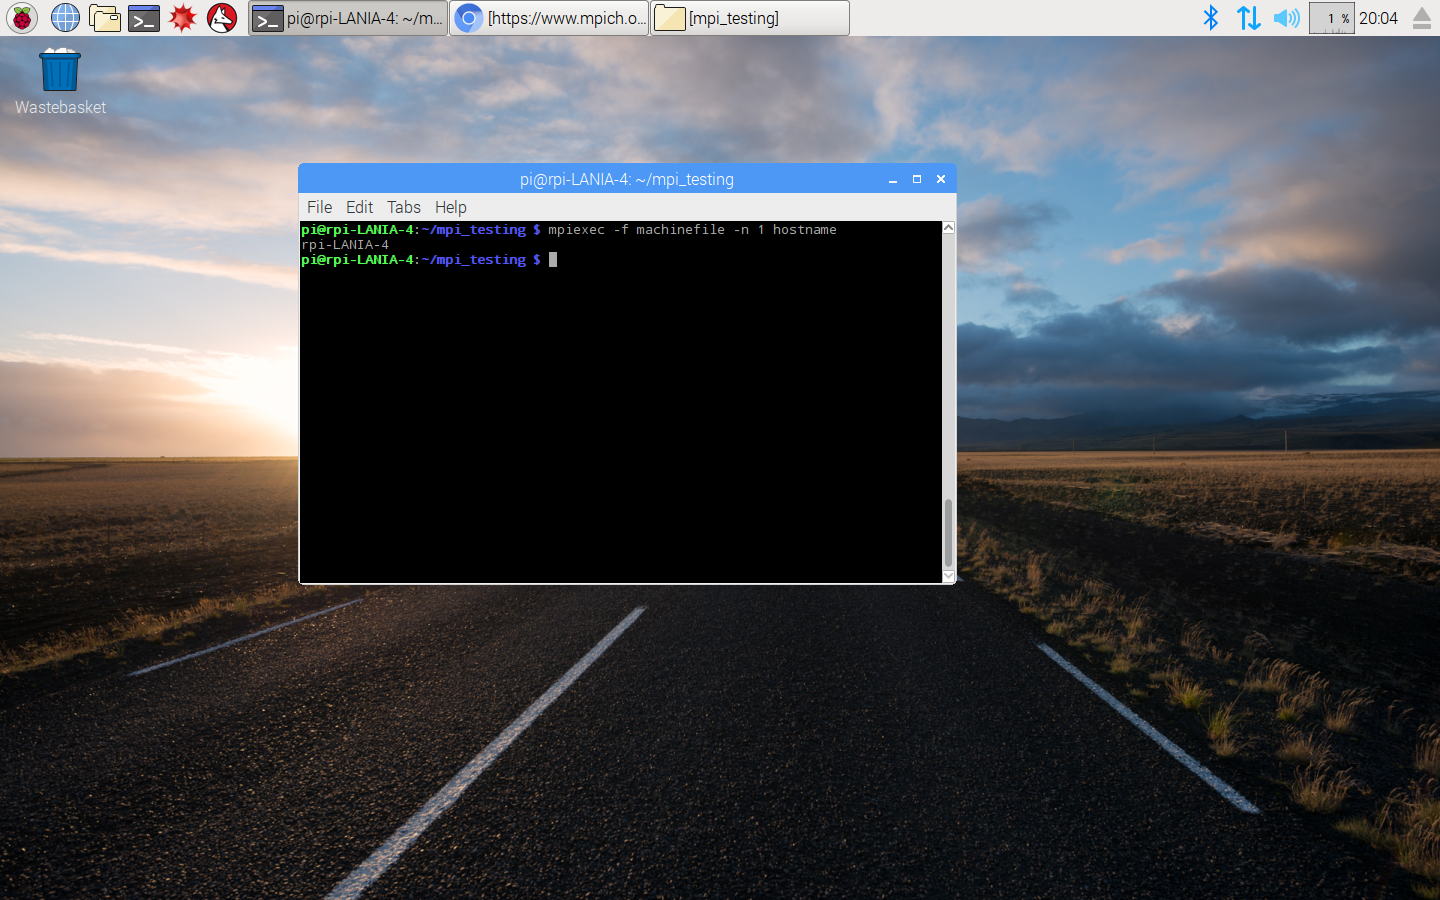 pi@rpi-LANIA-4: ~/m...
[https://www.mpich.o...
[mpi_testing]
1 %
20:04
Wastebasket
pi@rpi-LANIA-4: ~/mpi_testing
File Edit Tabs Help
pi@rpi-LANIA-4:~/mpi_testing $ mpiexec -f machinefile -n 1 hostname
rpi-LANIA-4
pi@rpi-LANIA-4:~/mpi_testing $